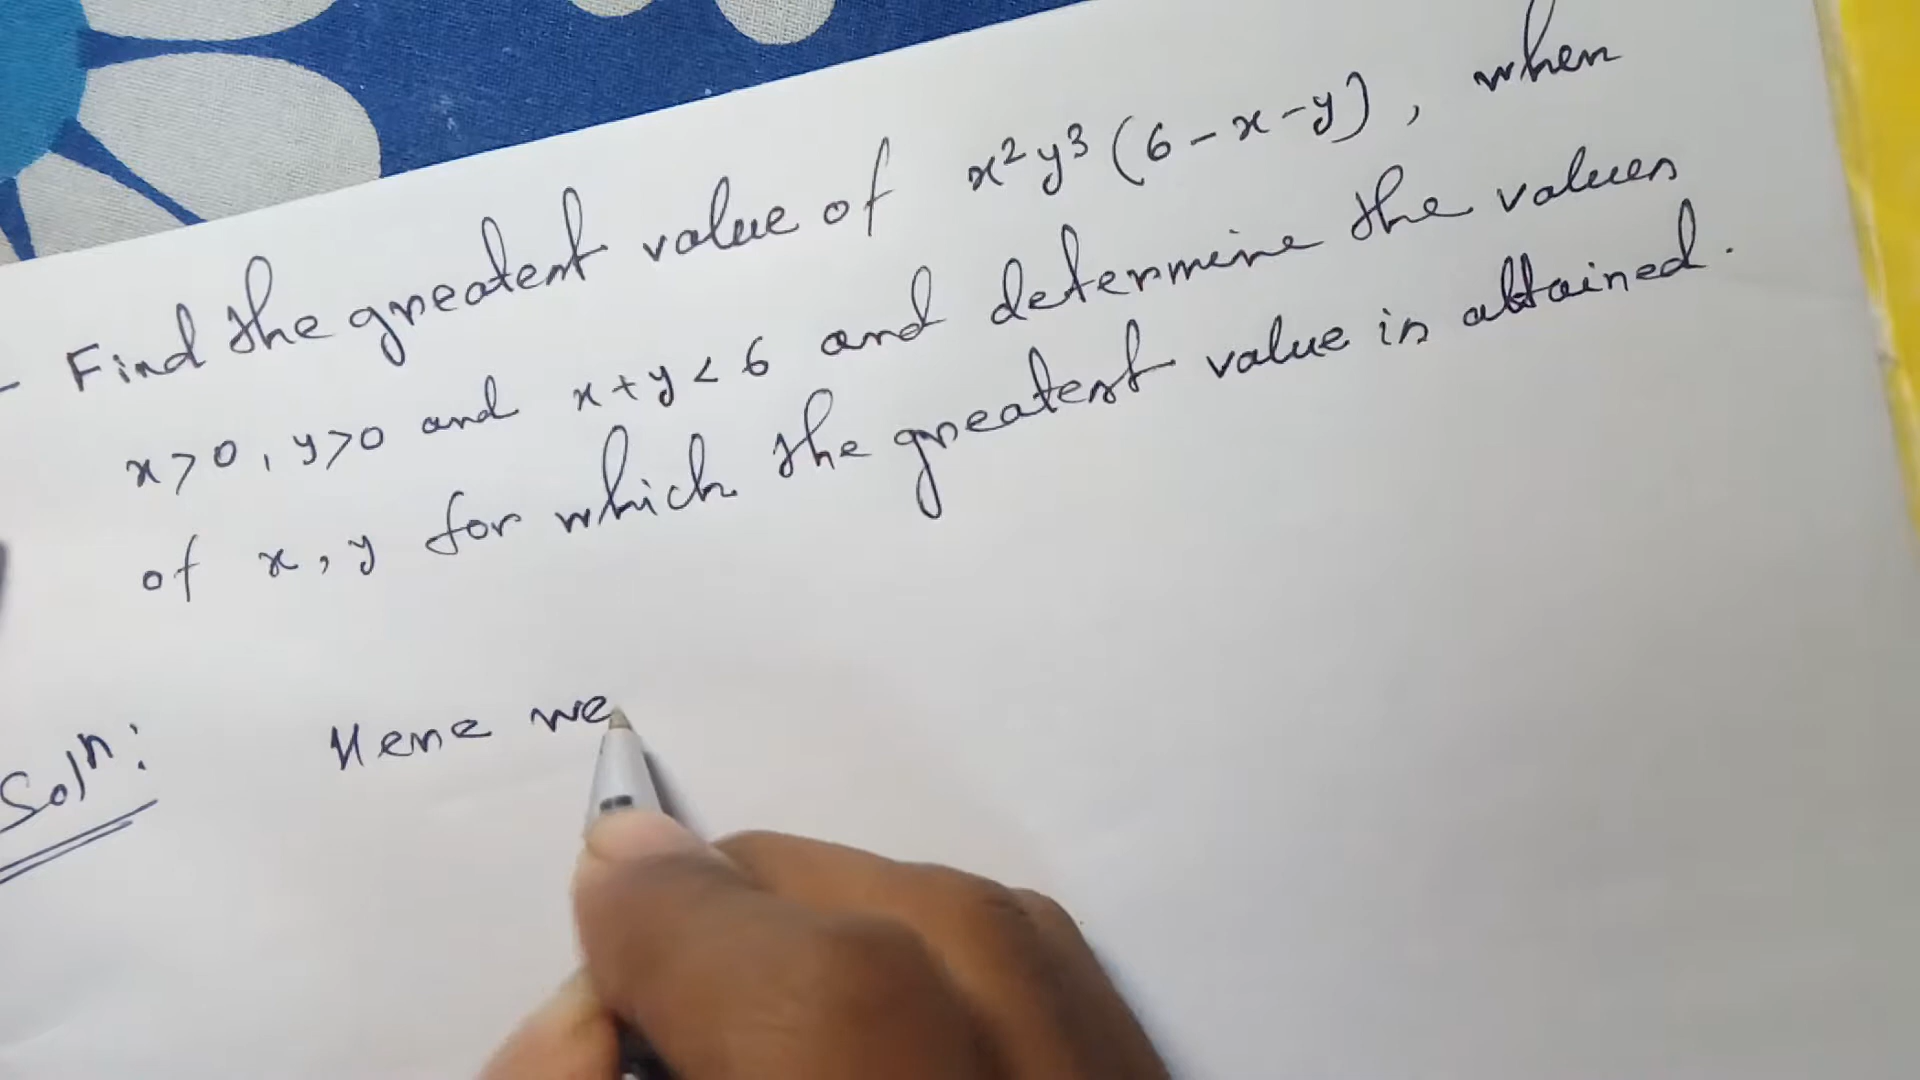 Find the greatest value of x²y³(6-x-y), when
x>0, y>0 and x+y<6 and determine the values
of x, y for which the greatest value is attained.
Solⁿ: Here we